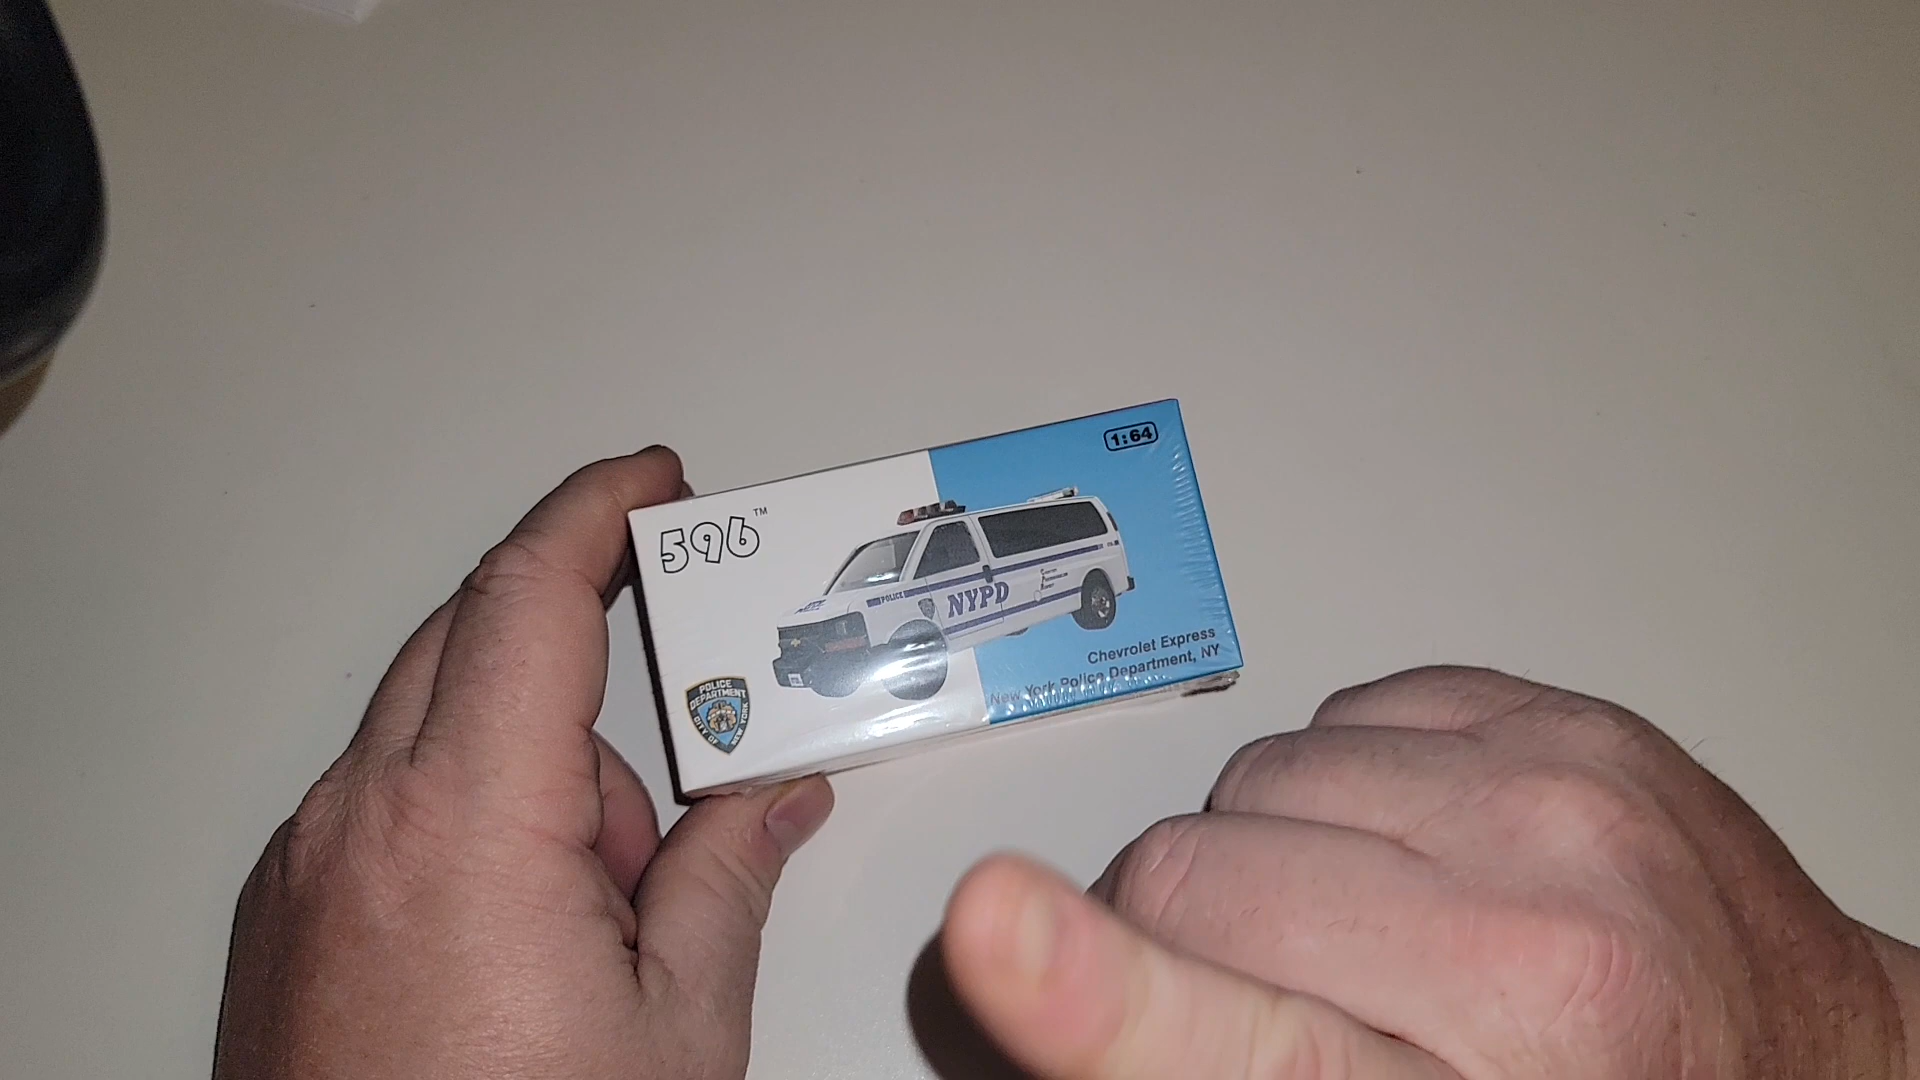 1:64
596™
POLICE
NYPD
Chevrolet Express
New York Police Department, NY
POLICE
DEPARTMENT
CITY OF NEW YORK